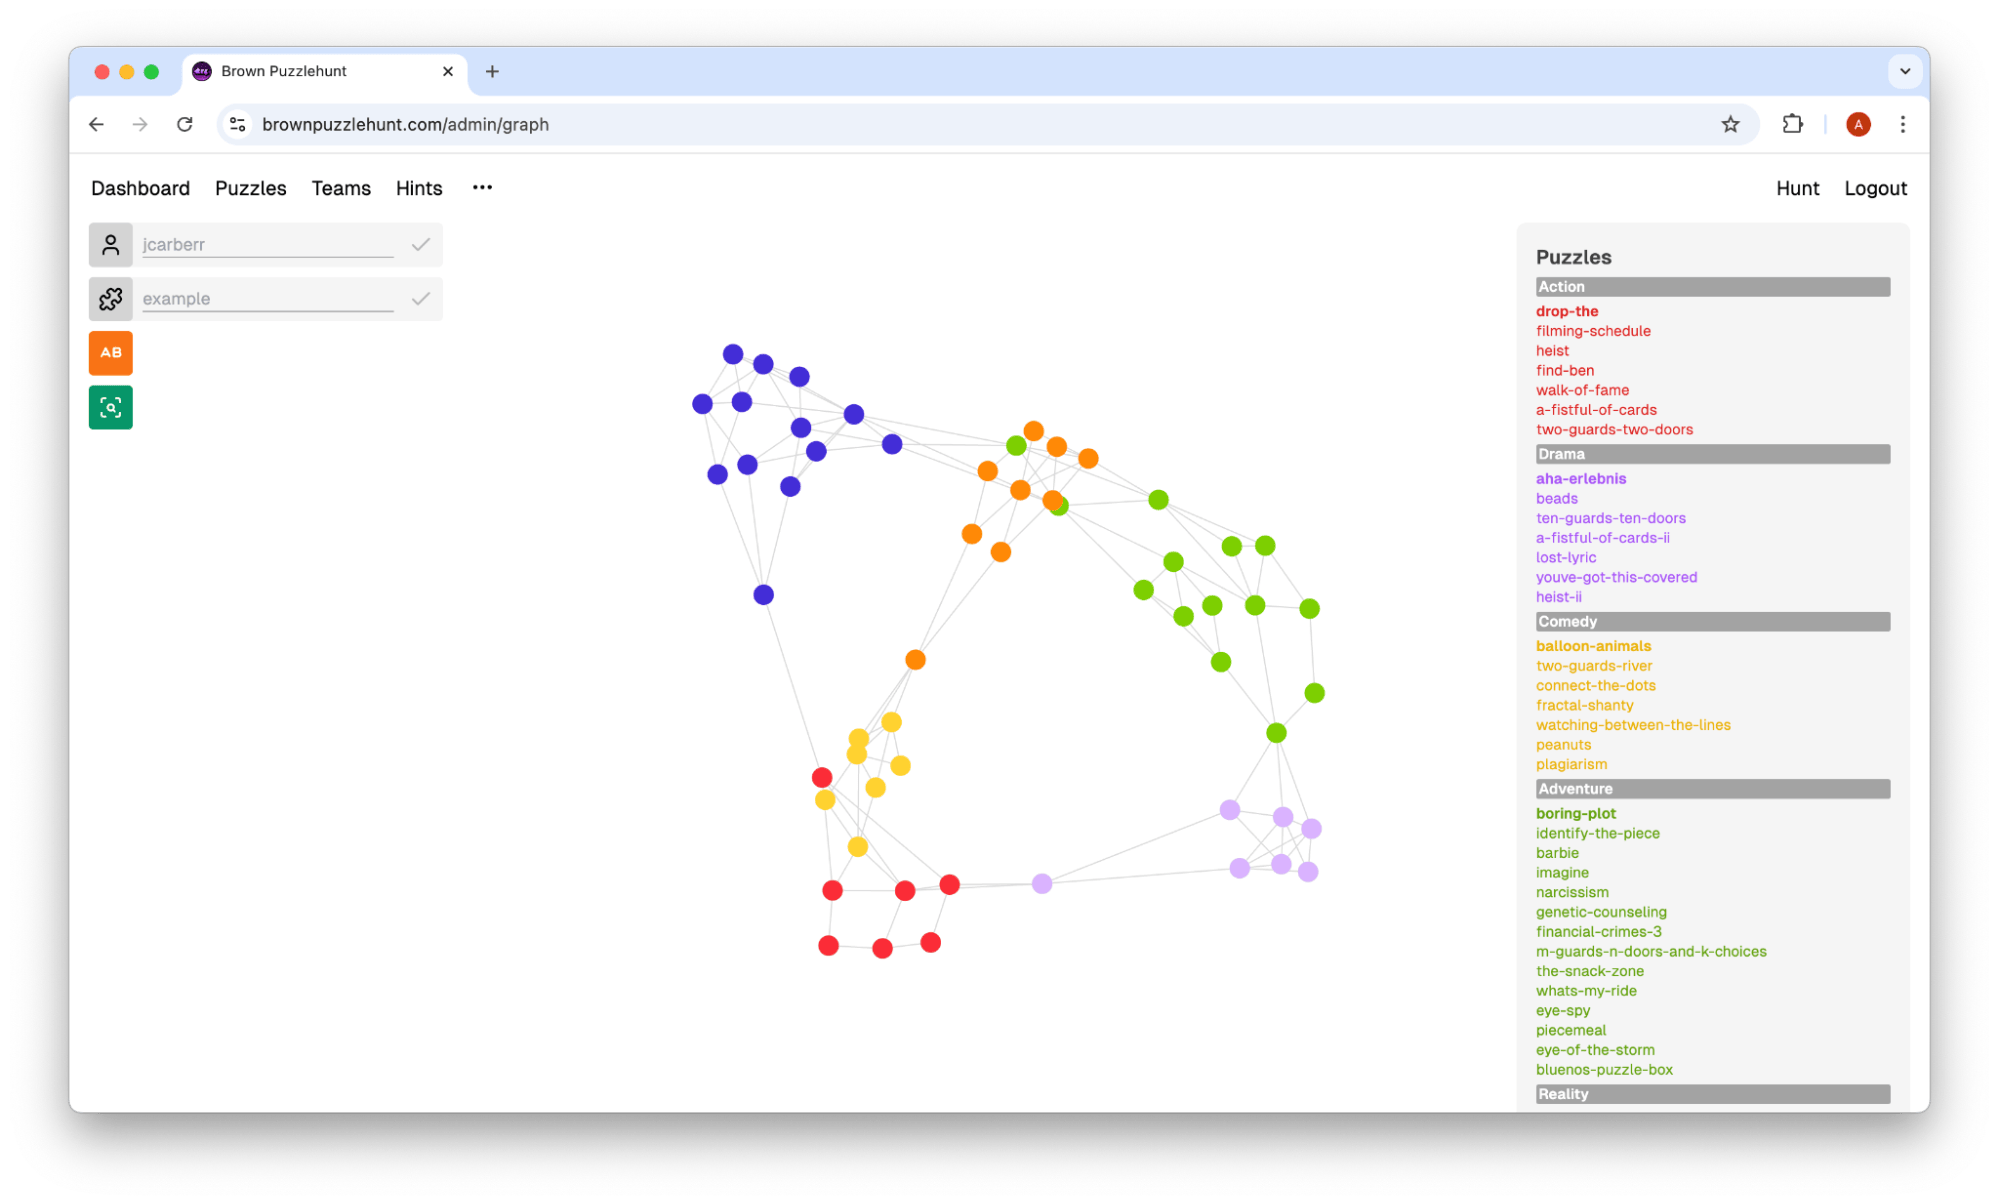 Brown Puzzlehunt
brownpuzzlehunt.com/admin/graph
A
Dashboard Puzzles Teams Hints ••• Hunt Logout
jcarberr
example
AB
Puzzles
Action
drop-the
filming-schedule
heist
find-ben
walk-of-fame
a-fistful-of-cards
two-guards-two-doors
Drama
aha-erlebnis
beads
ten-guards-ten-doors
a-fistful-of-cards-ii
lost-lyric
youve-got-this-covered
heist-ii
Comedy
balloon-animals
two-guards-river
connect-the-dots
fractal-shanty
watching-between-the-lines
peanuts
plagiarism
Adventure
boring-plot
identify-the-piece
barbie
imagine
narcissism
genetic-counseling
financial-crimes-3
m-guards-n-doors-and-k-choices
the-snack-zone
whats-my-ride
eye-spy
piecemeal
eye-of-the-storm
bluenos-puzzle-box
Reality